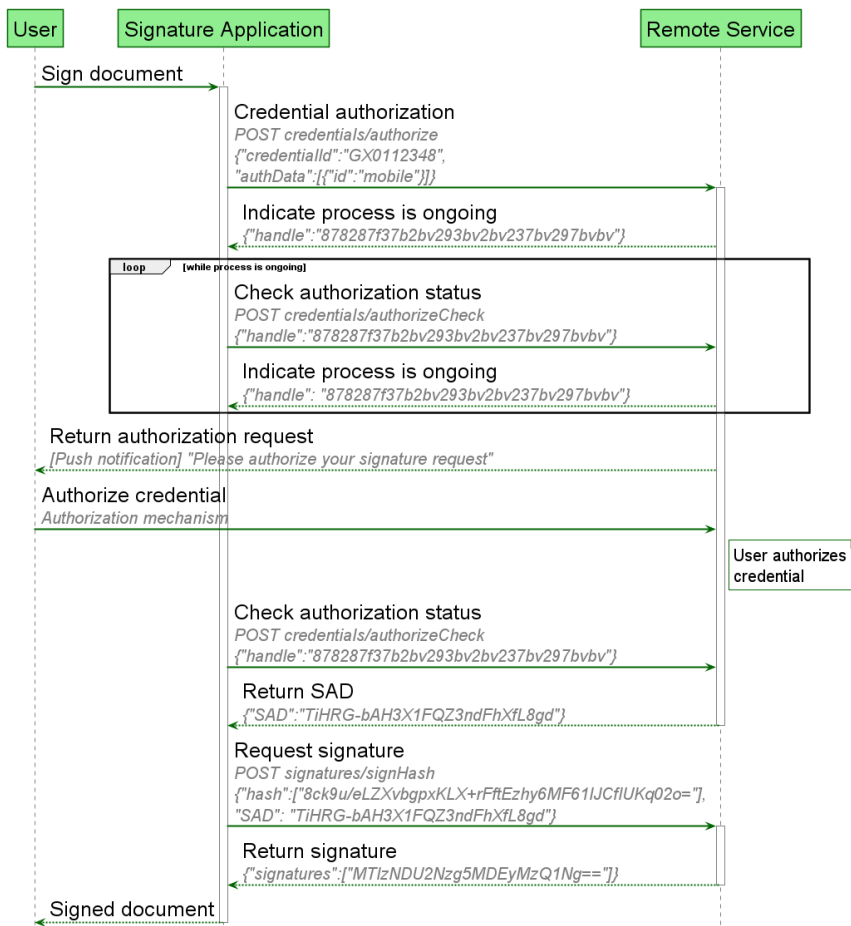 User
Signature Application
Remote Service
Sign document
Credential authorization
POST credentials/authorize
{"credentialId":"GX0112348",
"authData":[{"id":"mobile"}]}
Indicate process is ongoing
{"handle":"878287f37b2bv293bv2bv237bv297bvbv"}
loop
[while process is ongoing]
Check authorization status
POST credentials/authorizeCheck
{"handle":"878287f37b2bv293bv2bv237bv297bvbv"}
Indicate process is ongoing
{"handle": "878287f37b2bv293bv2bv237bv297bvbv"}
Return authorization request
[Push notification] "Please authorize your signature request"
Authorize credential
Authorization mechanism
User authorizes
credential
Check authorization status
POST credentials/authorizeCheck
{"handle":"878287f37b2bv293bv2bv237bv297bvbv"}
Return SAD
{"SAD":"TiHRG-bAH3X1FQZ3ndFhXfL8gd"}
Request signature
POST signatures/signHash
{"hash":["8ck9u/eLZXvbgpxKLX+rFftEzhy6MF61IJCflUKq02o="],
"SAD": "TiHRG-bAH3X1FQZ3ndFhXfL8gd"}
Return signature
{"signatures":["MTIzNDU2Nzg5MDEyMzQ1Ng=="]}
Signed document